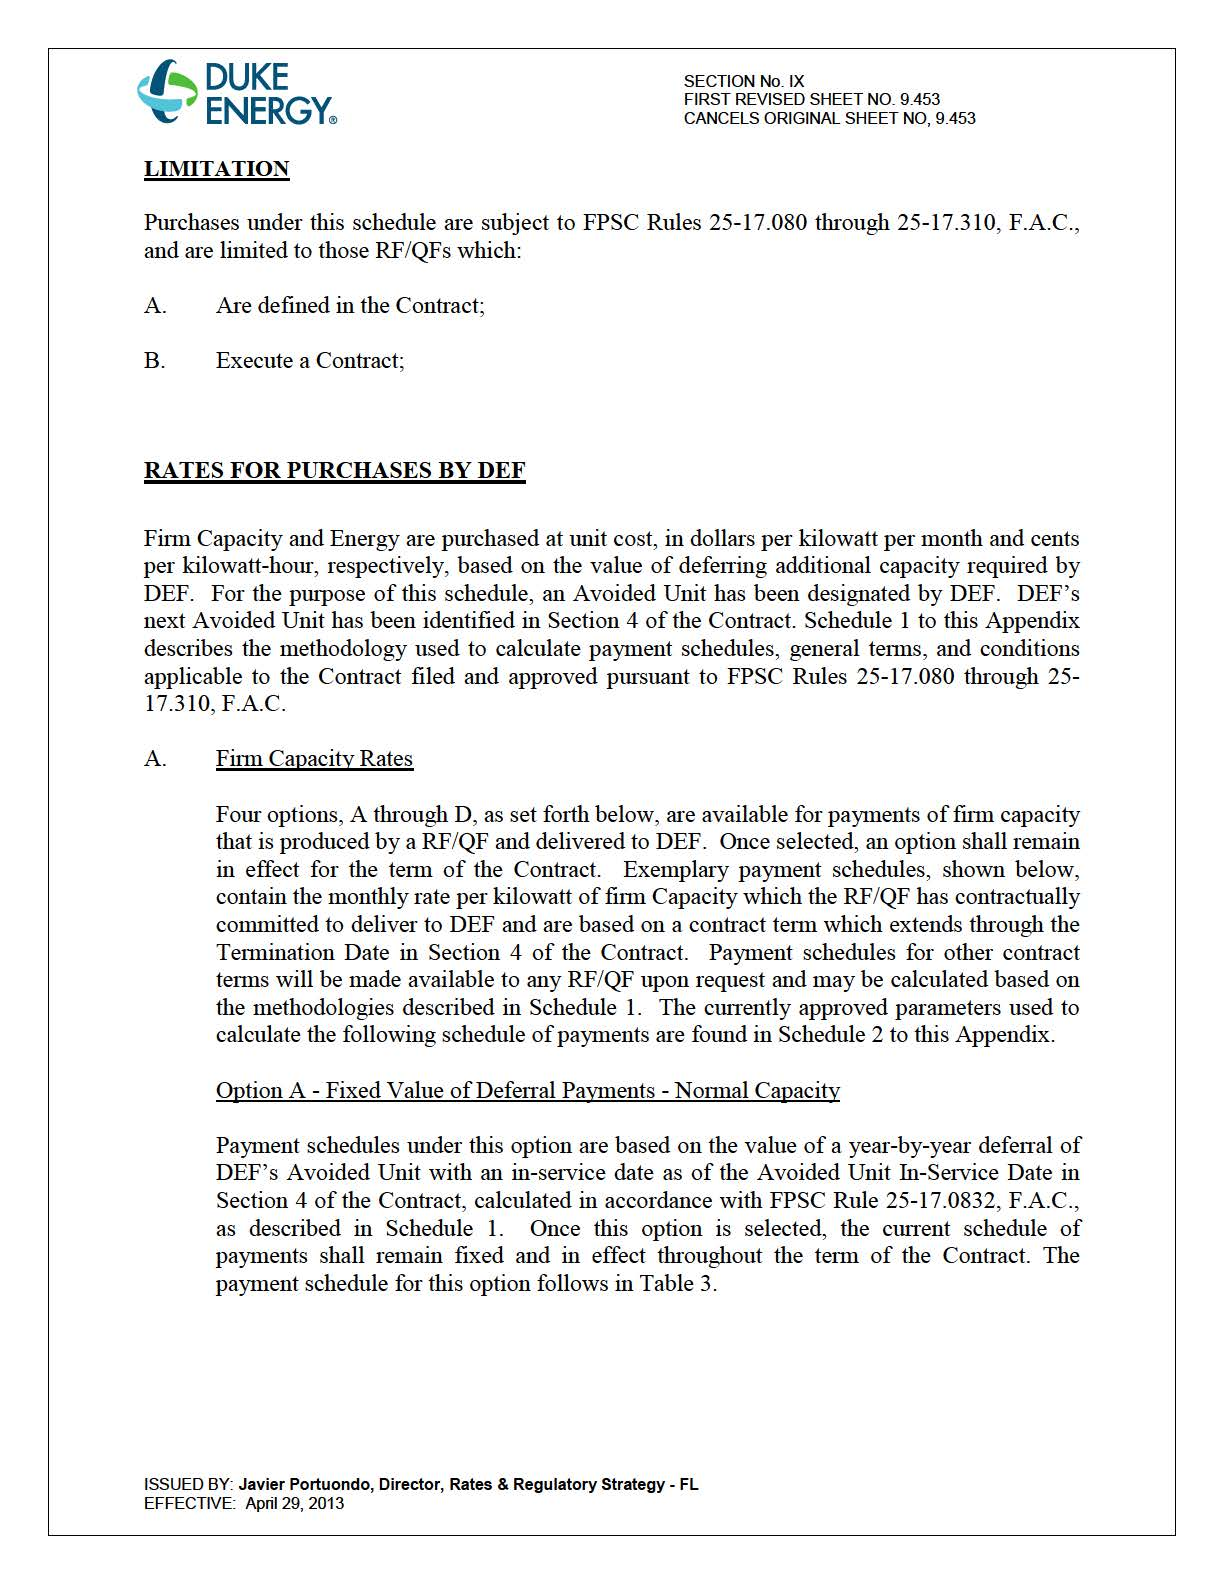 DUKE
ENERGY®
SECTION No. IX
FIRST REVISED SHEET NO. 9.453
CANCELS ORIGINAL SHEET NO, 9.453
LIMITATION
Purchases under this schedule are subject to FPSC Rules 25-17.080 through 25-17.310, F.A.C.,
and are limited to those RF/QFs which:
A. Are defined in the Contract;
B. Execute a Contract;
RATES FOR PURCHASES BY DEF
Firm Capacity and Energy are purchased at unit cost, in dollars per kilowatt per month and cents
per kilowatt-hour, respectively, based on the value of deferring additional capacity required by
DEF. For the purpose of this schedule, an Avoided Unit has been designated by DEF. DEF’s
next Avoided Unit has been identified in Section 4 of the Contract. Schedule 1 to this Appendix
describes the methodology used to calculate payment schedules, general terms, and conditions
applicable to the Contract filed and approved pursuant to FPSC Rules 25-17.080 through 25-
17.310, F.A.C.
A. Firm Capacity Rates
Four options, A through D, as set forth below, are available for payments of firm capacity
that is produced by a RF/QF and delivered to DEF. Once selected, an option shall remain
in effect for the term of the Contract. Exemplary payment schedules, shown below,
contain the monthly rate per kilowatt of firm Capacity which the RF/QF has contractually
committed to deliver to DEF and are based on a contract term which extends through the
Termination Date in Section 4 of the Contract. Payment schedules for other contract
terms will be made available to any RF/QF upon request and may be calculated based on
the methodologies described in Schedule 1. The currently approved parameters used to
calculate the following schedule of payments are found in Schedule 2 to this Appendix.
Option A - Fixed Value of Deferral Payments - Normal Capacity
Payment schedules under this option are based on the value of a year-by-year deferral of
DEF’s Avoided Unit with an in-service date as of the Avoided Unit In-Service Date in
Section 4 of the Contract, calculated in accordance with FPSC Rule 25-17.0832, F.A.C.,
as described in Schedule 1. Once this option is selected, the current schedule of
payments shall remain fixed and in effect throughout the term of the Contract. The
payment schedule for this option follows in Table 3.
ISSUED BY: Javier Portuondo, Director, Rates & Regulatory Strategy - FL
EFFECTIVE: April 29, 2013